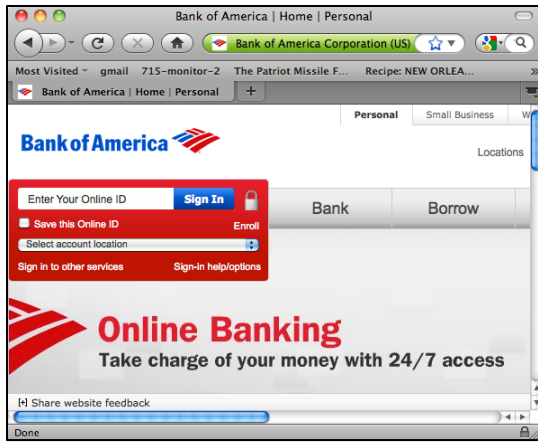 Bank of America | Home | Personal
Bank of America Corporation (US)
Most Visited gmail 715-monitor-2 The Patriot Missile F... Recipe: NEW ORLEA... »
Bank of America | Home | Personal +
Personal Small Business W
Bank of America
Locations
Enter Your Online ID Sign In
Bank Borrow
Save this Online ID Enroll
Select account location
Sign in to other services Sign-in help/options
Online Banking
Take charge of your money with 24/7 access
[+] Share website feedback
Done